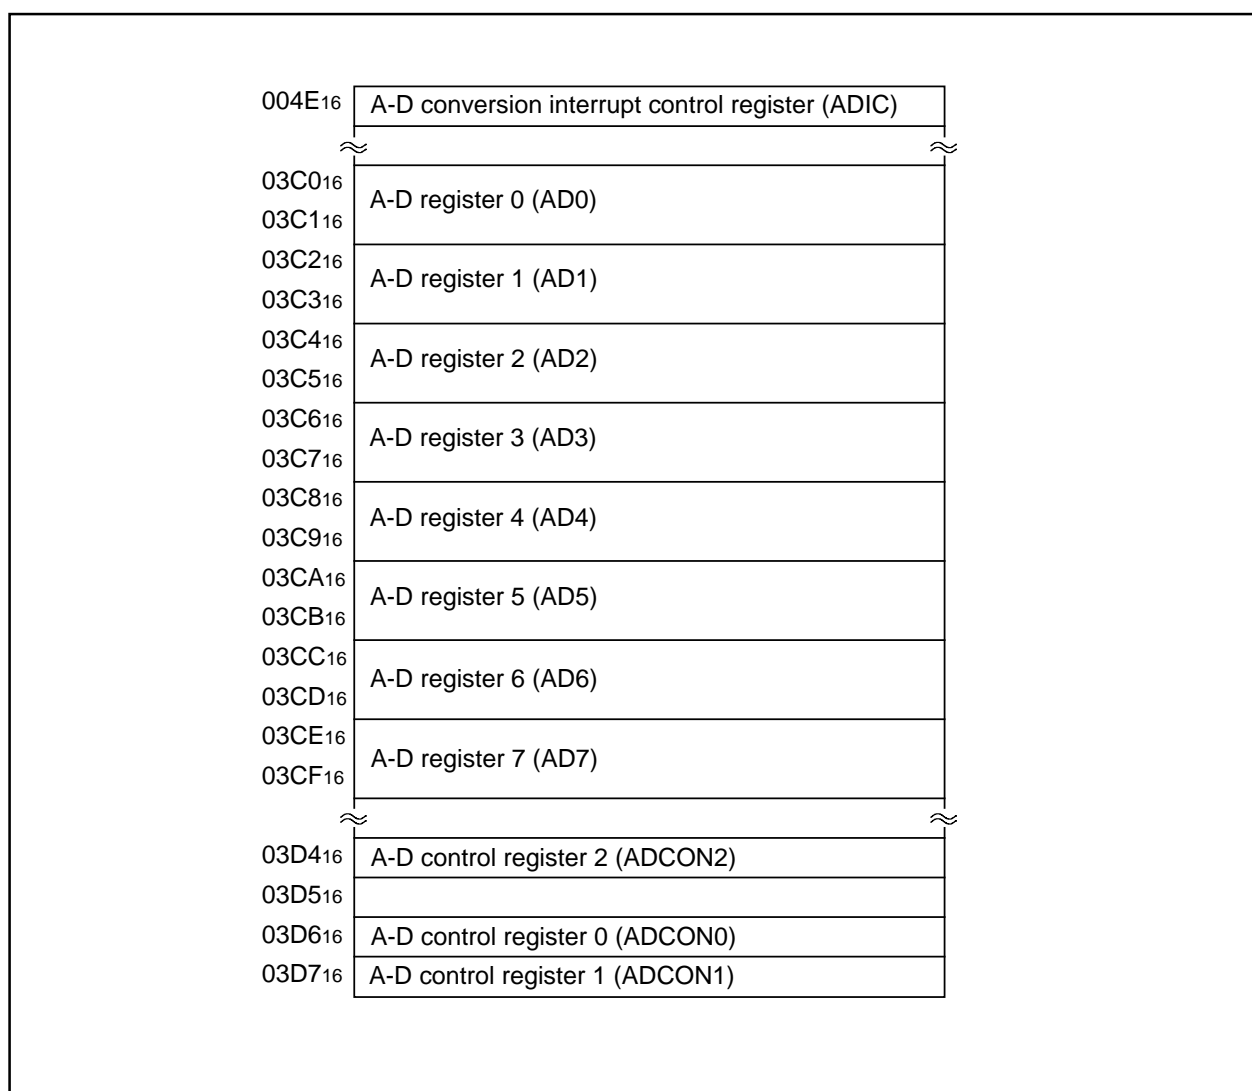 004E16 A-D conversion interrupt control register (ADIC)
03C016
A-D register 0 (AD0)
03C116
03C216
A-D register 1 (AD1)
03C316
03C416
A-D register 2 (AD2)
03C516
03C616
A-D register 3 (AD3)
03C716
03C816
A-D register 4 (AD4)
03C916
03CA16
A-D register 5 (AD5)
03CB16
03CC16
A-D register 6 (AD6)
03CD16
03CE16
A-D register 7 (AD7)
03CF16
03D416 A-D control register 2 (ADCON2)
03D516
03D616 A-D control register 0 (ADCON0)
03D716 A-D control register 1 (ADCON1)